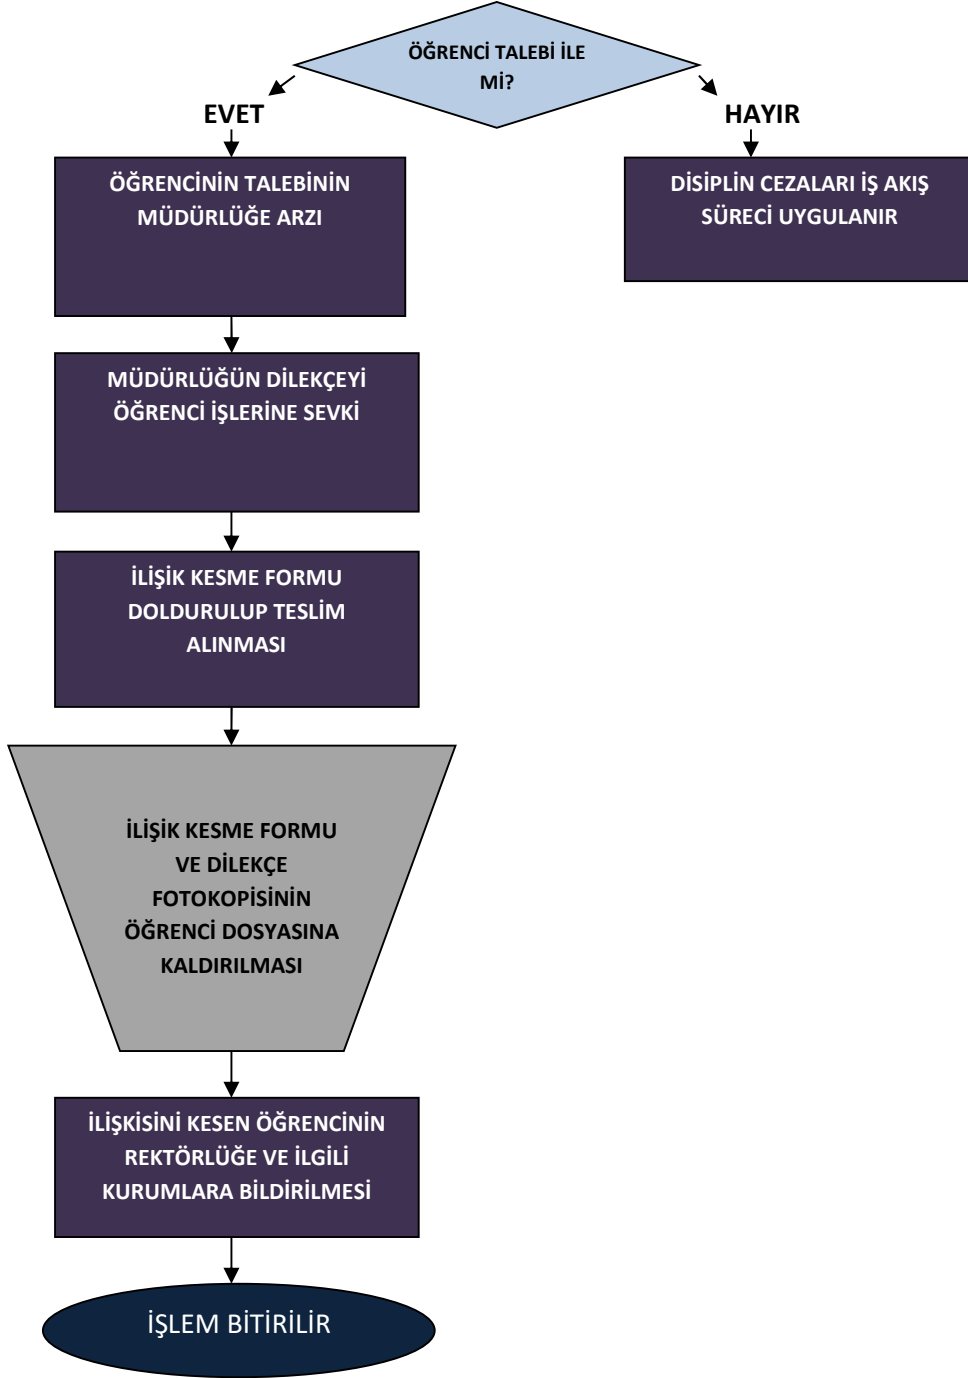 ÖĞRENCİ TALEBİ İLE
Mİ?
EVET
HAYIR
ÖĞRENCİNİN TALEBİNİN
MÜDÜRLÜĞE ARZI
DİSİPLİN CEZALARI İŞ AKIŞ
SÜRECİ UYGULANIR
MÜDÜRLÜĞÜN DİLEKÇEYİ
ÖĞRENCİ İŞLERİNE SEVKİ
İLİŞİK KESME FORMU
DOLDURULUP TESLİM
ALINMASI
İLİŞİK KESME FORMU
VE DİLEKÇE
FOTOKOPİSİNİN
ÖĞRENCİ DOSYASINA
KALDIRILMASI
İLİŞKİSİNİ KESEN ÖĞRENCİNİN
REKTÖRLÜĞE VE İLGİLİ
KURUMLARA BİLDİRİLMESİ
İŞLEM BİTİRİLİR